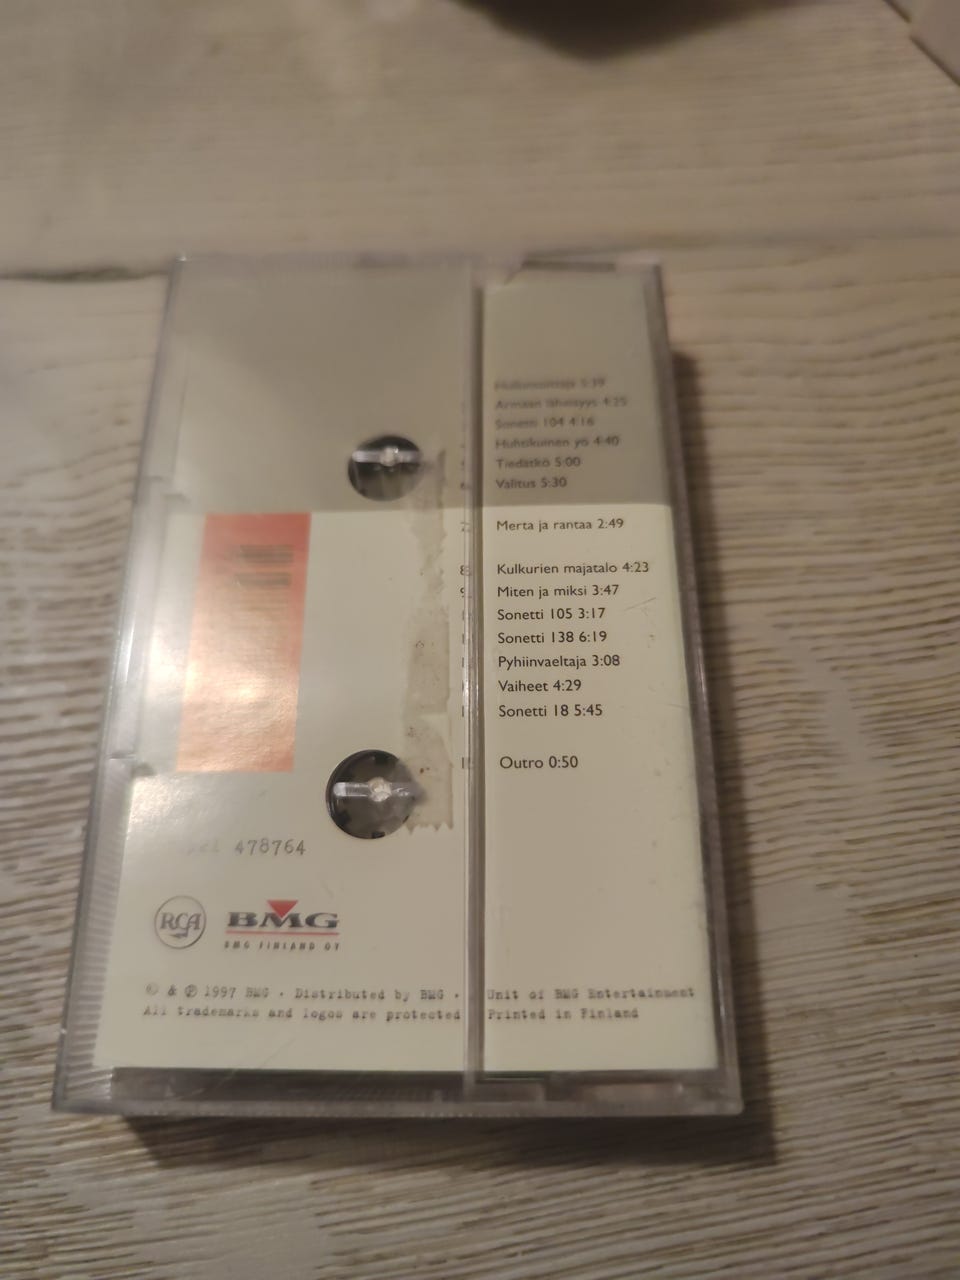 Armaan läheisyys 4:25
Sonetti 104 4:16
Huhtikuinen yö 4:40
Tiedätkö 5:00
6. Valitus 5:30
7. Merta ja rantaa 2:49
8. Kulkurien majatalo 4:23
9. Miten ja miksi 3:47
Sonetti 105 3:17
Sonetti 138 6:19
Pyhiinvaeltaja 3:08
Vaiheet 4:29
Sonetti 18 5:45
Outro 0:50
478764
RCA BMG
BMG FINLAND OY
© & ℗ 1997 BMG . Distributed by BMG . Unit of BMG Entertainment
All trademarks and logos are protected Printed in Finland